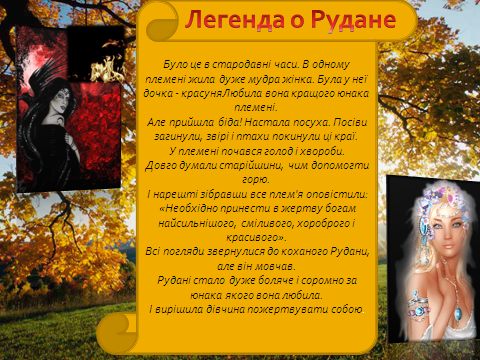 Легенда о Рудане
Було це в стародавні часи. В одному
племені жила дуже мудра жінка. Була у неї
дочка - красуняЛюбила вона кращого юнака
племені.
Але прийшла біда! Настала посуха. Посіви
загинули, звірі і птахи покинули ці краї.
У племені почався голод і хвороби.
Довго думали старійшини, чим допомогти
горю.
І нарешті зібравши все плем'я оповістили:
«Необхідно принести в жертву богам
найсильнішого, сміливого, хороброго і
красивого».
Всі погляди звернулися до коханого Рудани,
але він мовчав.
Рудані стало дуже боляче і соромно за
юнака якого вона любила.
І вирішила дівчина пожертвувати собою